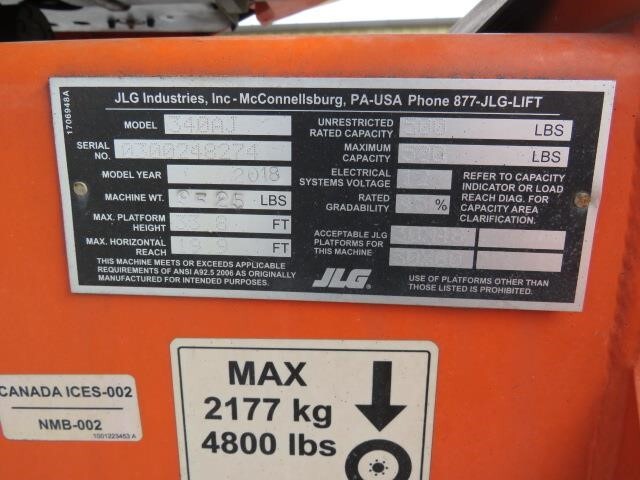 1706948A
JLG Industries, Inc - McConnellsburg, PA-USA Phone 877-JLG-LIFT
MODEL 340AJ
SERIAL NO. 0300248274
MODEL YEAR 2018
MACHINE WT. LBS
MAX. PLATFORM HEIGHT FT
MAX. HORIZONTAL REACH FT
THIS MACHINE MEETS OR EXCEEDS APPLICABLE
REQUIREMENTS OF ANSI A92.5 2006 AS ORIGINALLY
MANUFACTURED FOR INTENDED PURPOSES.
UNRESTRICTED RATED CAPACITY 500 LBS
MAXIMUM CAPACITY LBS
ELECTRICAL SYSTEMS VOLTAGE 12
RATED GRADABILITY %
REFER TO CAPACITY
INDICATOR OR LOAD
REACH DIAG. FOR
CAPACITY AREA
CLARIFICATION.
ACCEPTABLE JLG
PLATFORMS FOR
THIS MACHINE
JLG
USE OF PLATFORMS OTHER THAN
THOSE LISTED IS PROHIBITED.
CANADA ICES-002
NMB-002
1001223453 A
MAX
2177 kg
4800 lbs